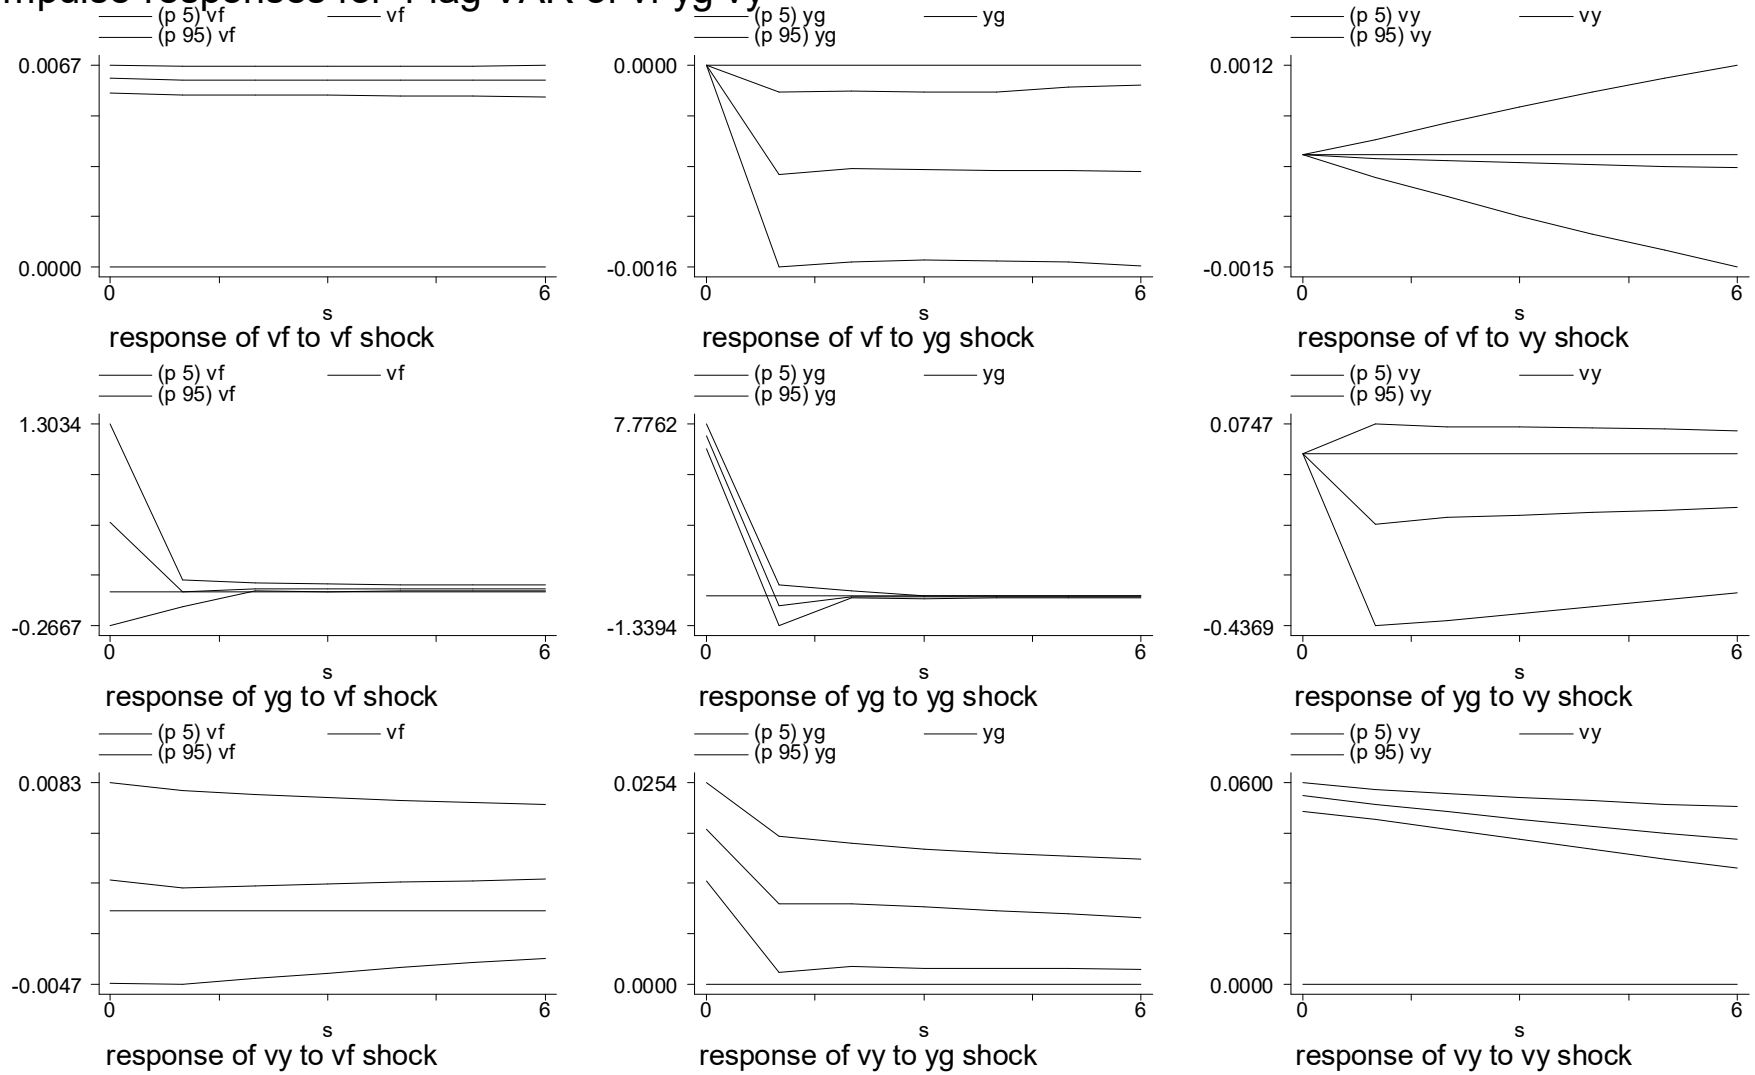 responses for lag VAR of vf yg vy
(p 5) vf vf
(p 95) vf
0.0067
0.0000
0 6
s
response of vf to vf shock
(p 5) yg yg
(p 95) yg
0.0000
-0.0016
0 6
s
response of vf to yg shock
(p 5) vy vy
(p 95) vy
0.0012
-0.0015
0 6
s
response of vf to vy shock
(p 5) vf vf
(p 95) vf
1.3034
-0.2667
0 6
s
response of yg to vf shock
(p 5) yg yg
(p 95) yg
7.7762
-1.3394
0 6
s
response of yg to yg shock
(p 5) vy vy
(p 95) vy
0.0747
-0.4369
0 6
s
response of yg to vy shock
(p 5) vf vf
(p 95) vf
0.0083
-0.0047
0 6
s
response of vy to vf shock
(p 5) yg yg
(p 95) yg
0.0254
0.0000
0 6
s
response of vy to yg shock
(p 5) vy vy
(p 95) vy
0.0600
0.0000
0 6
s
response of vy to vy shock